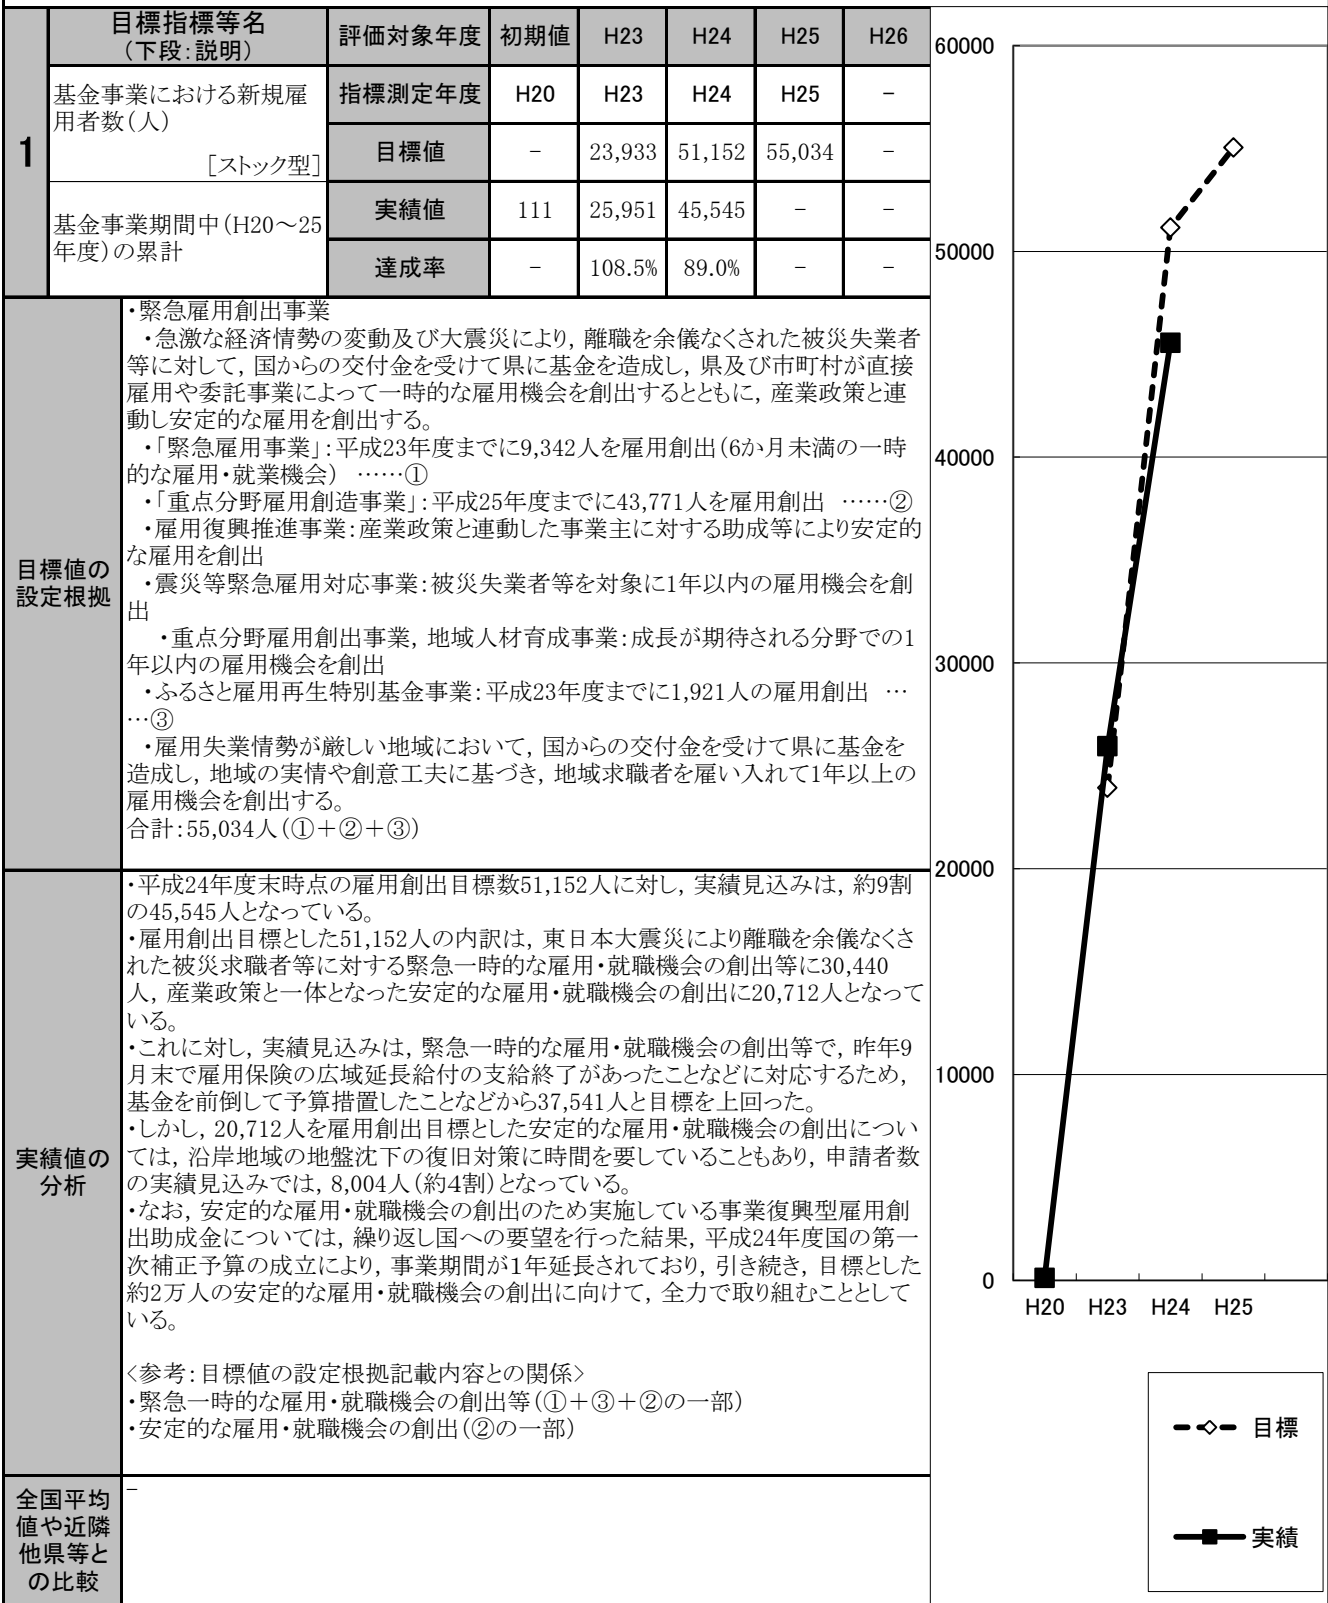 1
目標指標等名
(下段:説明)
評価対象年度 初期値 H23 H24 H25 H26
基金事業における新規雇
用者数(人)
[ストック型]
指標測定年度 H20 H23 H24 H25 -
目標値 - 23,933 51,152 55,034 -
基金事業期間中(H20〜25
年度)の累計
実績値 111 25,951 45,545 - -
達成率 - 108.5% 89.0% - -
目標値の
設定根拠
・緊急雇用創出事業
・急激な経済情勢の変動及び大震災により, 離職を余儀なくされた被災失業者
等に対して, 国からの交付金を受けて県に基金を造成し, 県及び市町村が直接
雇用や委託事業によって一時的な雇用機会を創出するとともに, 産業政策と連
動し安定的な雇用を創出する。
・「緊急雇用事業」:平成23年度までに9,342人を雇用創出(6か月未満の一時
的な雇用・就業機会) ……①
・「重点分野雇用創造事業」:平成25年度までに43,771人を雇用創出 ……②
・雇用復興推進事業:産業政策と連動した事業主に対する助成等により安定的
な雇用を創出
・震災等緊急雇用対応事業:被災失業者等を対象に1年以内の雇用機会を創
出
・重点分野雇用創出事業, 地域人材育成事業:成長が期待される分野での1
年以内の雇用機会を創出
・ふるさと雇用再生特別基金事業:平成23年度までに1,921人の雇用創出 …
…③
・雇用失業情勢が厳しい地域において, 国からの交付金を受けて県に基金を
造成し, 地域の実情や創意工夫に基づき, 地域求職者を雇い入れて1年以上の
雇用機会を創出する。
合計:55,034人(①+②+③)
実績値の
分析
・平成24年度末時点の雇用創出目標数51,152人に対し, 実績見込みは, 約9割
の45,545人となっている。
・雇用創出目標とした51,152人の内訳は, 東日本大震災により離職を余儀なくさ
れた被災求職者等に対する緊急一時的な雇用・就職機会の創出等に30,440
人, 産業政策と一体となった安定的な雇用・就職機会の創出に20,712人となって
いる。
・これに対し, 実績見込みは, 緊急一時的な雇用・就職機会の創出等で, 昨年9
月末で雇用保険の広域延長給付の支給終了があったことなどに対応するため,
基金を前倒して予算措置したことなどから37,541人と目標を上回った。
・しかし, 20,712人を雇用創出目標とした安定的な雇用・就職機会の創出につい
ては, 沿岸地域の地盤沈下の復旧対策に時間を要していることもあり, 申請者数
の実績見込みでは, 8,004人(約4割)となっている。
・なお, 安定的な雇用・就職機会の創出のため実施している事業復興型雇用創
出助成金については, 繰り返し国への要望を行った結果, 平成24年度国の第一
次補正予算の成立により, 事業期間が1年延長されており, 引き続き, 目標とした
約2万人の安定的な雇用・就職機会の創出に向けて, 全力で取り組むこととして
いる。
〈参考:目標値の設定根拠記載内容との関係〉
・緊急一時的な雇用・就職機会の創出等(①+③+②の一部)
・安定的な雇用・就職機会の創出(②の一部)
全国平均
値や近隣
他県等と
の比較
-
60000
50000
40000
30000
20000
10000
0
H20 H23 H24 H25
目標
実績